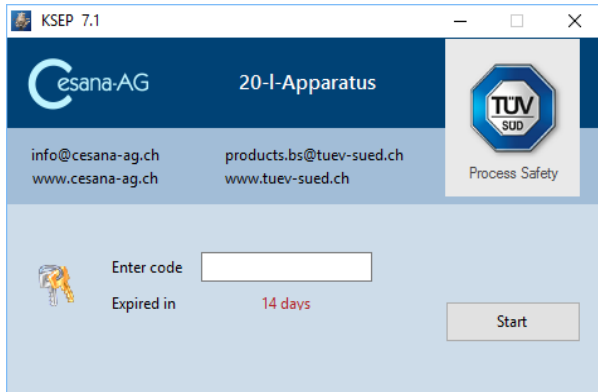 KSEP 7.1
Cesana-AG
20-l-Apparatus
TÜV
SÜD
Process Safety
info@cesana-ag.ch
www.cesana-ag.ch
products.bs@tuev-sued.ch
www.tuev-sued.ch
Enter code
Expired in
14 days
Start